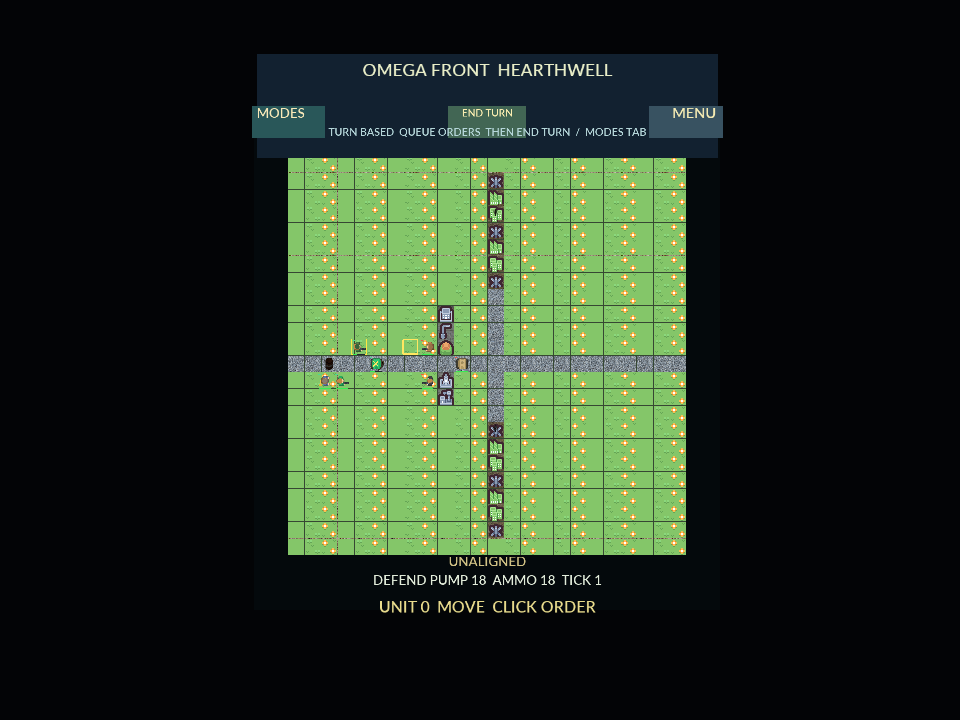 OMEGA FRONT HEARTHWELL
MODES
END TURN
MENU
TURN BASED QUEUE ORDERS THEN END TURN / MODES TAB
UNALIGNED
DEFEND PUMP 18 AMMO 18 TICK 1
UNIT 0 MOVE CLICK ORDER